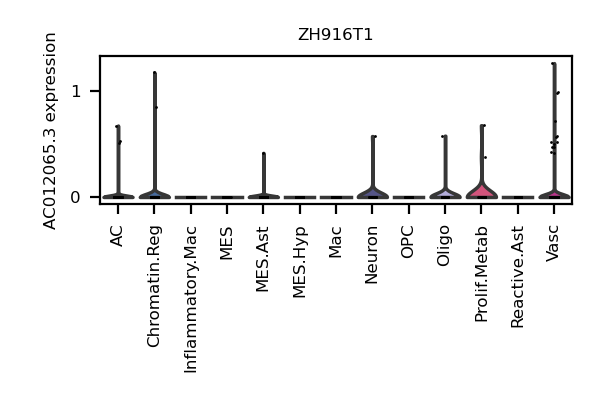 ZH916T1
AC012065.3 expression
1
0
AC
Chromatin.Reg
Inflammatory.Mac
MES
MES.Ast
MES.Hyp
Mac
Neuron
OPC
Oligo
Prolif.Metab
Reactive.Ast
Vasc